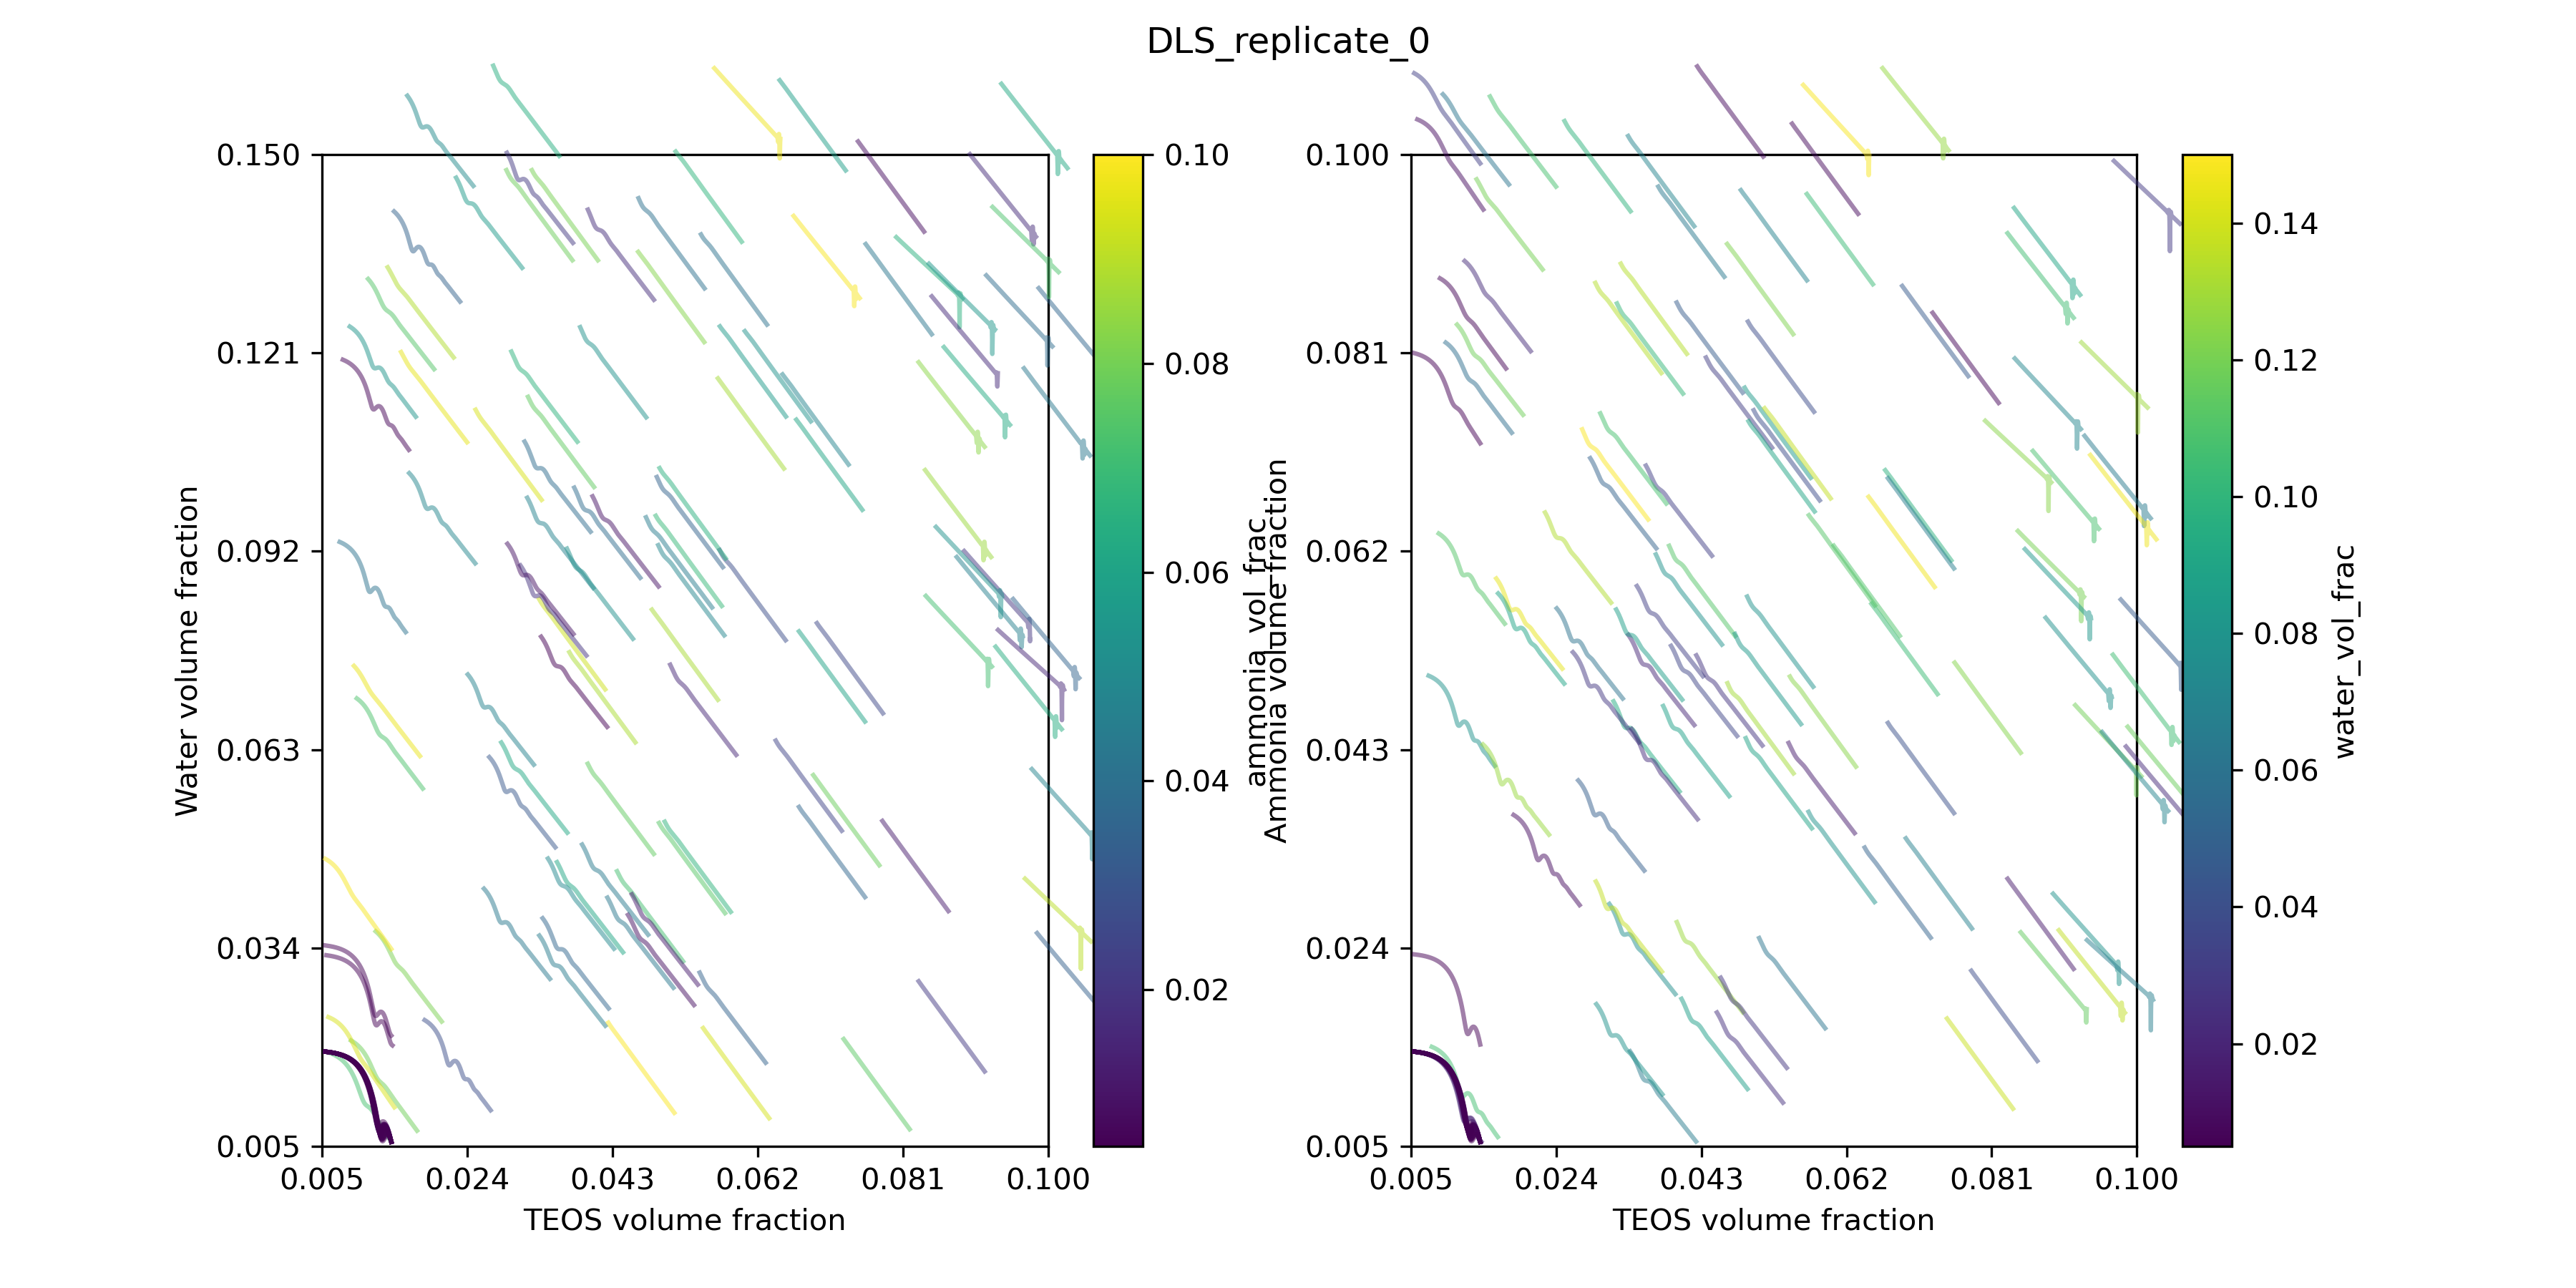 DLS_replicate_0
Water volume fraction
0.150
0.121
0.092
0.063
0.034
0.005
0.005 0.024 0.043 0.062 0.081 0.100
TEOS volume fraction
0.10
0.08
0.06
0.04
0.02
ammonia_vol_frac
Ammonia volume fraction
0.100
0.081
0.062
0.043
0.024
0.005
0.005 0.024 0.043 0.062 0.081 0.100
TEOS volume fraction
0.14
0.12
0.10
0.08
0.06
0.04
0.02
water_vol_frac